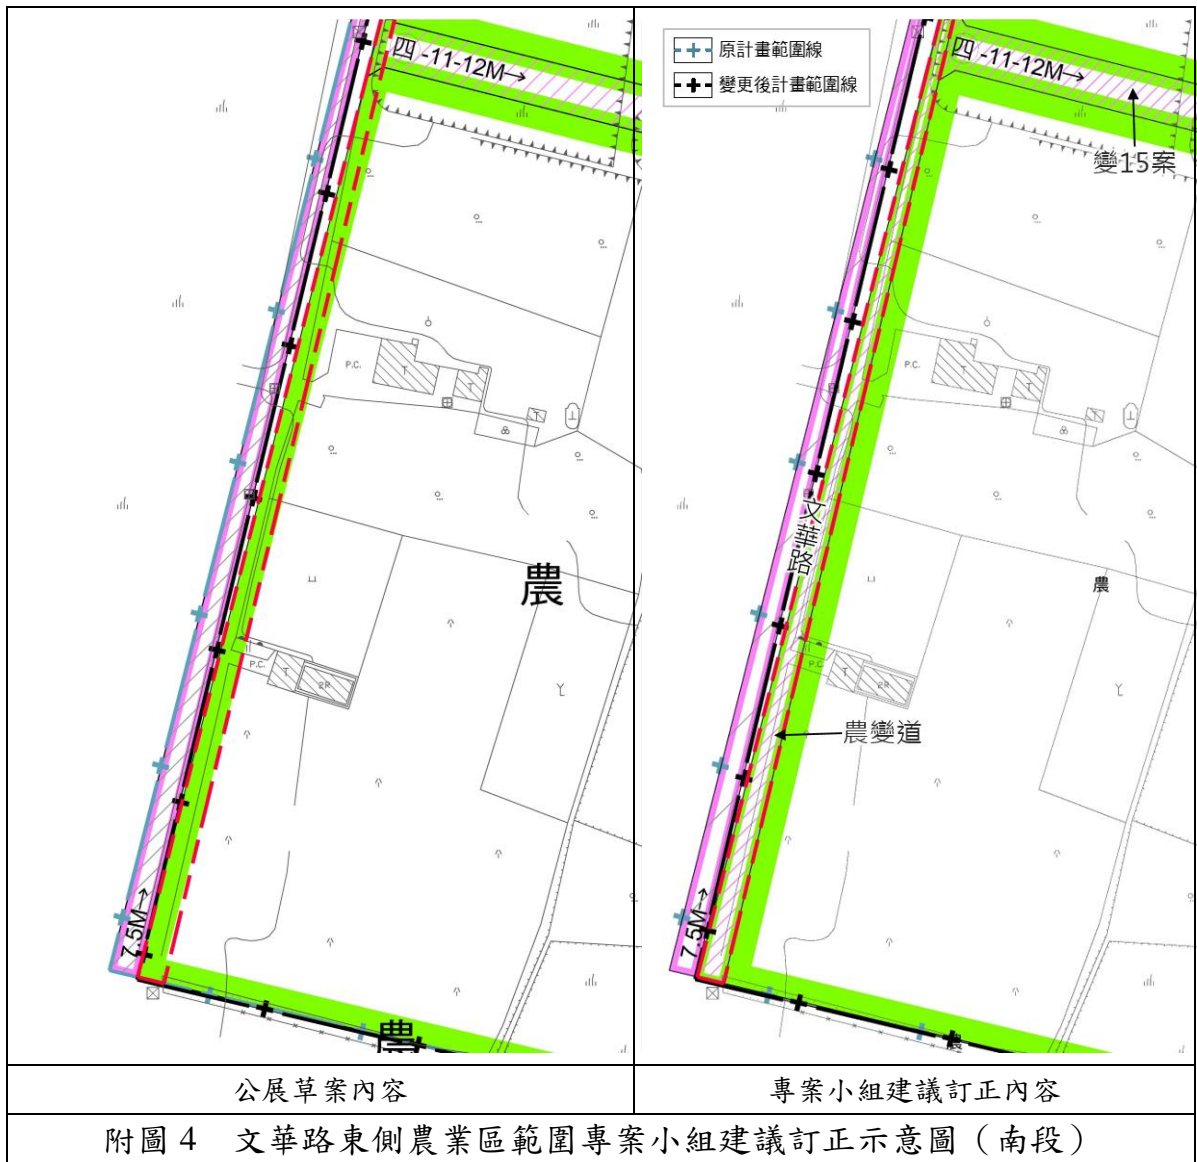 四 -11-12M→
P.C.
T
T
T
農
P.C.
T
2R
7.5M→
農
原計畫範圍線
變更後計畫範圍線
四 -11-12M→
變15案
P.C.
T
T
T
文華路
農
P.C.
T
2R
農變道
7.5M→
農
公展草案內容
專案小組建議訂正內容
附圖 4 文華路東側農業區範圍專案小組建議訂正示意圖（南段）